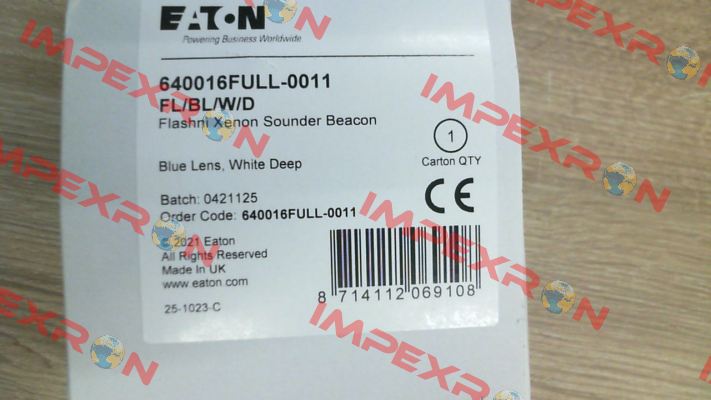 EATON
Powering Business Worldwide
640016FULL-0011
FL/BL/W/D
Flashni Xenon Sounder Beacon
1
Carton QTY
Blue Lens, White Deep
Batch: 0421125
Order Code: 640016FULL-0011
CE
© 2021 Eaton
All Rights Reserved
Made In UK
www.eaton.com
25-1023-C
8 714112 069108
IMPEXRON
IMPEXRON
IMPEXRON
IMPEXRON
IMPEXRON